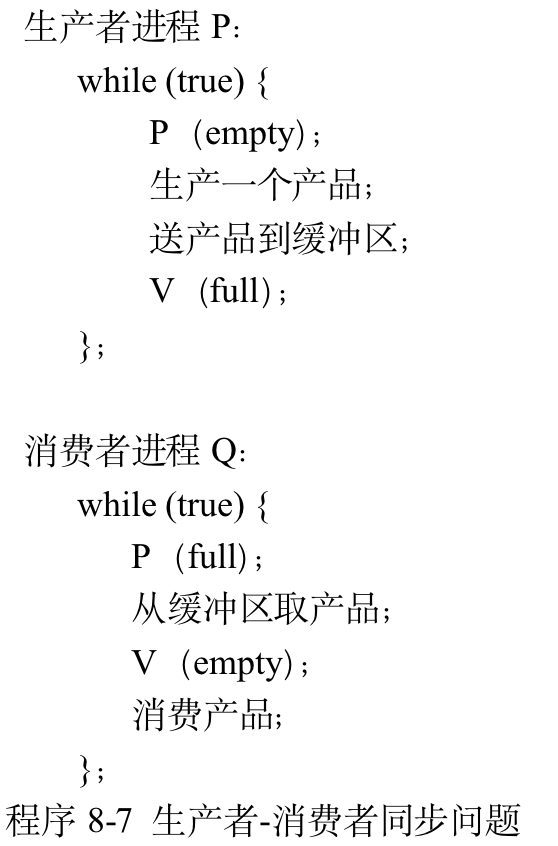 生产者进程 P:
while (true) {
P （empty）；
生产一个产品；
送产品到缓冲区；
V （full）；
}；
消费者进程 Q:
while (true) {
P （full）；
从缓冲区取产品；
V （empty）；
消费产品；
}；
程序 8-7 生产者-消费者同步问题